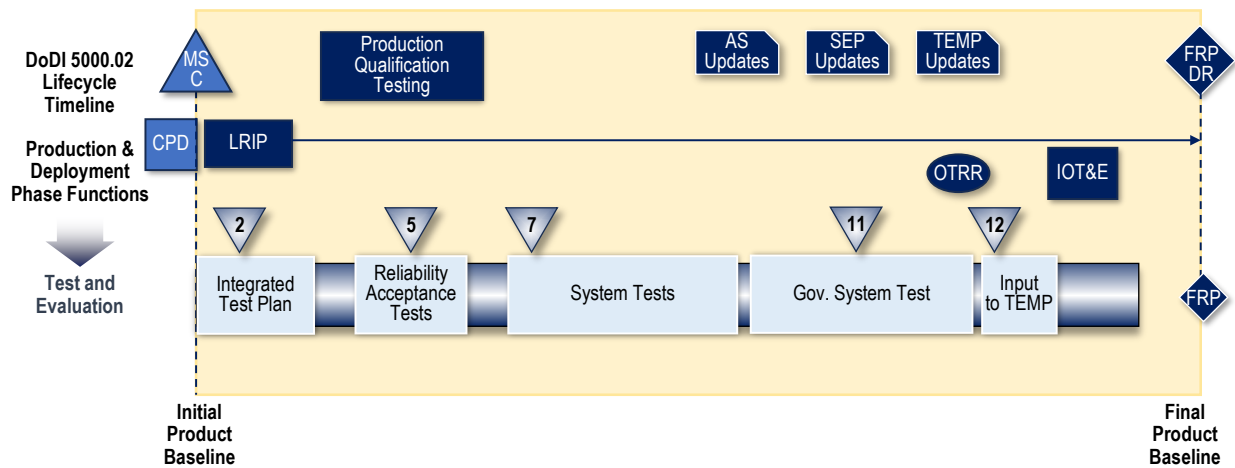 DoDI 5000.02
Lifecycle
Timeline
MS
C
Production
Qualification
Testing
AS
Updates
SEP
Updates
TEMP
Updates
FRP
DR
CPD
LRIP
Production &
Deployment
Phase Functions
OTRR
IOT&E
2
5
7
11
12
Test and
Evaluation
Integrated
Test Plan
Reliability
Acceptance
Tests
System Tests
Gov. System Test
Input
to TEMP
FRP
Initial
Product
Baseline
Final
Product
Baseline